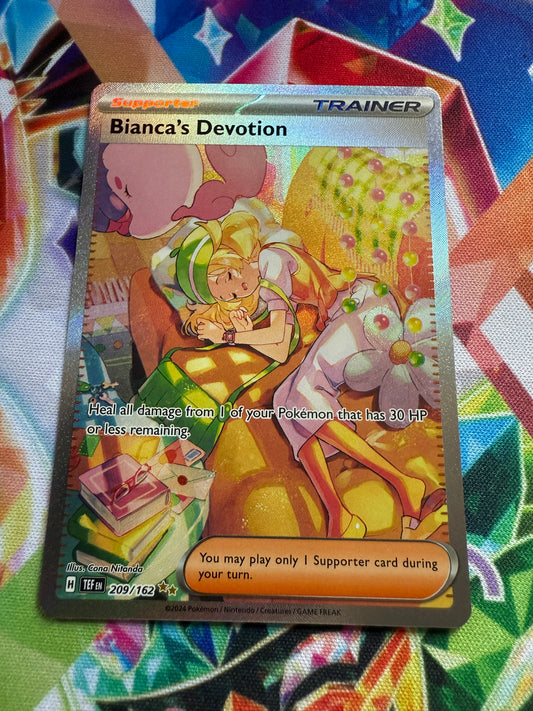 Supporter TRAINER
Bianca's Devotion
Heal all damage from 1 of your Pokémon that has 30 HP
or less remaining.
You may play only 1 Supporter card during
your turn.
Illus. Cona Nitanda
H TEF EN 209/162
©2024 Pokémon / Nintendo / Creatures / GAME FREAK